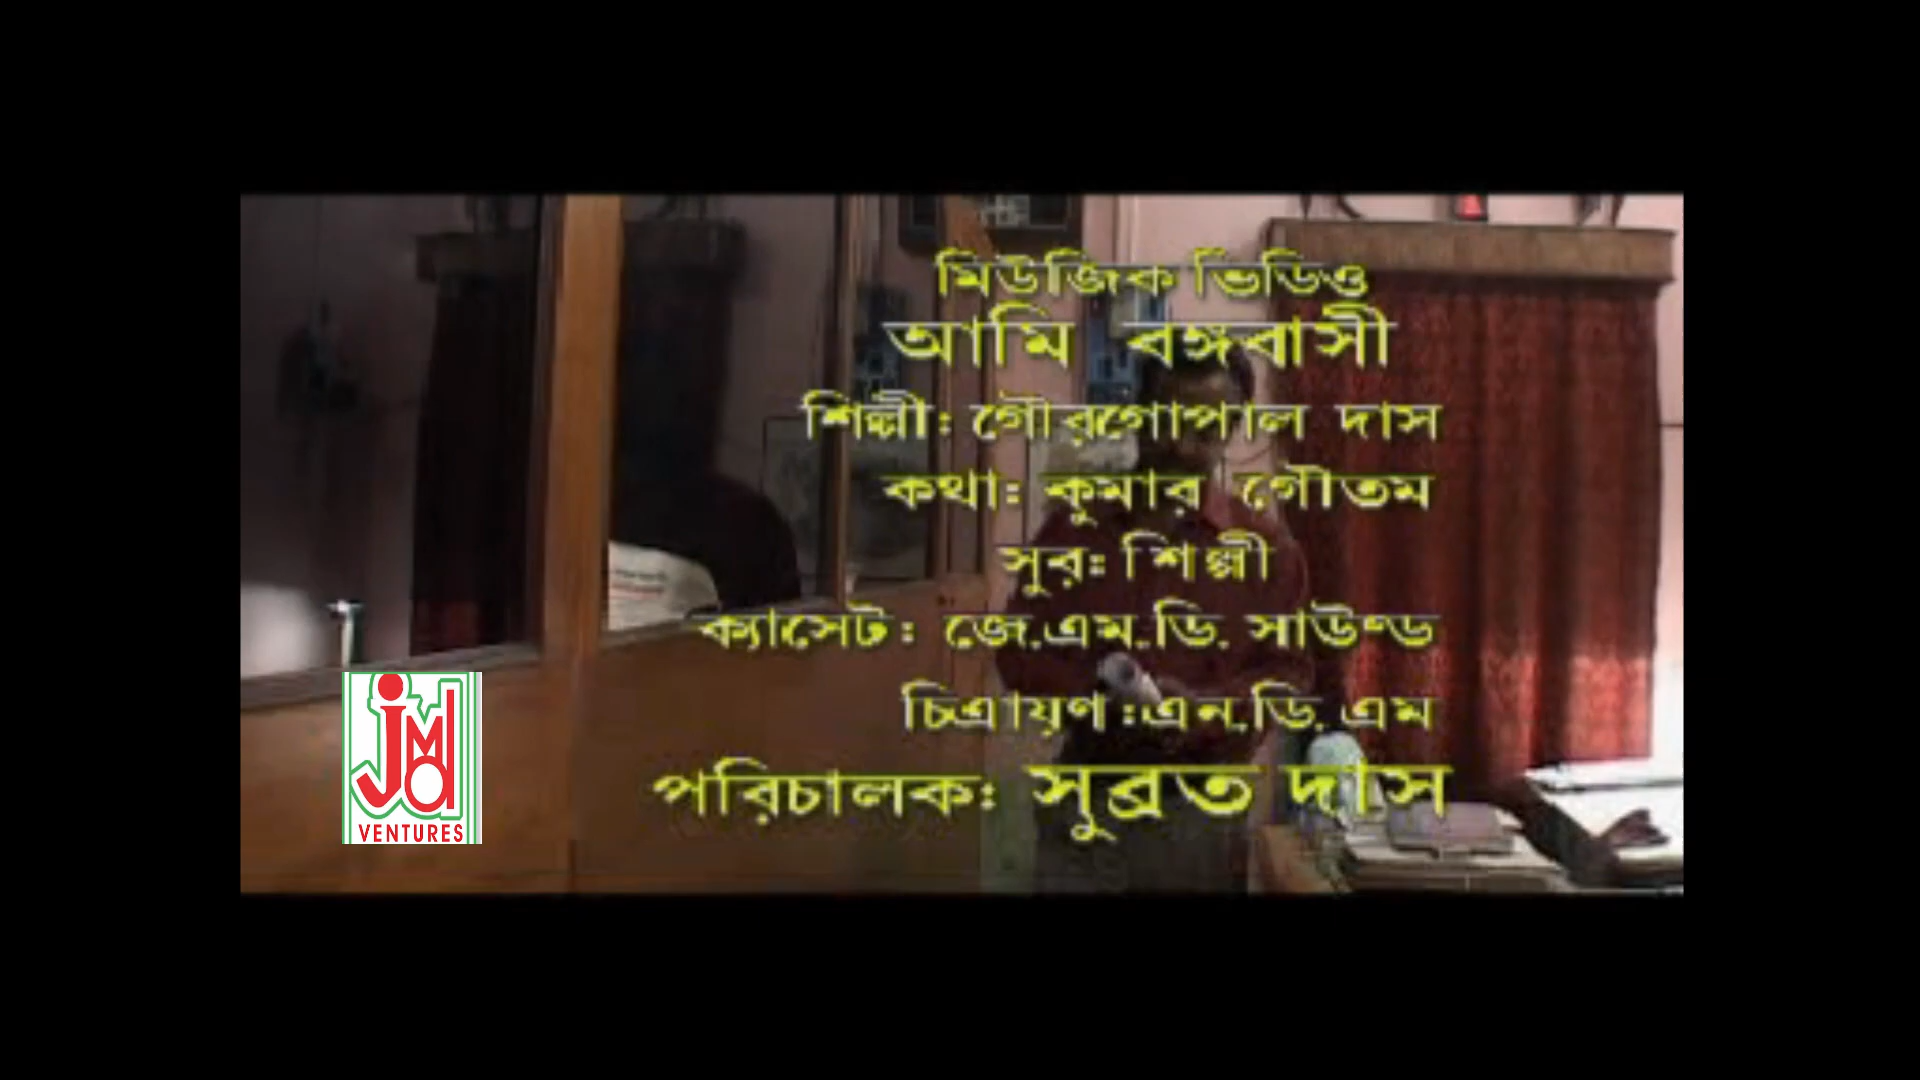 মিউজিক ভিডিও
আমি বঙ্গবাসী
শিল্পী: গৌরগোপাল দাস
কথা: কুমার গৌতম
সুর: শিল্পী
ক্যাসেট: জে.এম.ডি. সাউন্ড
চিত্রায়ণ :এন.ডি. এম
পরিচালক: সুব্রত দাস
jmd
VENTURES